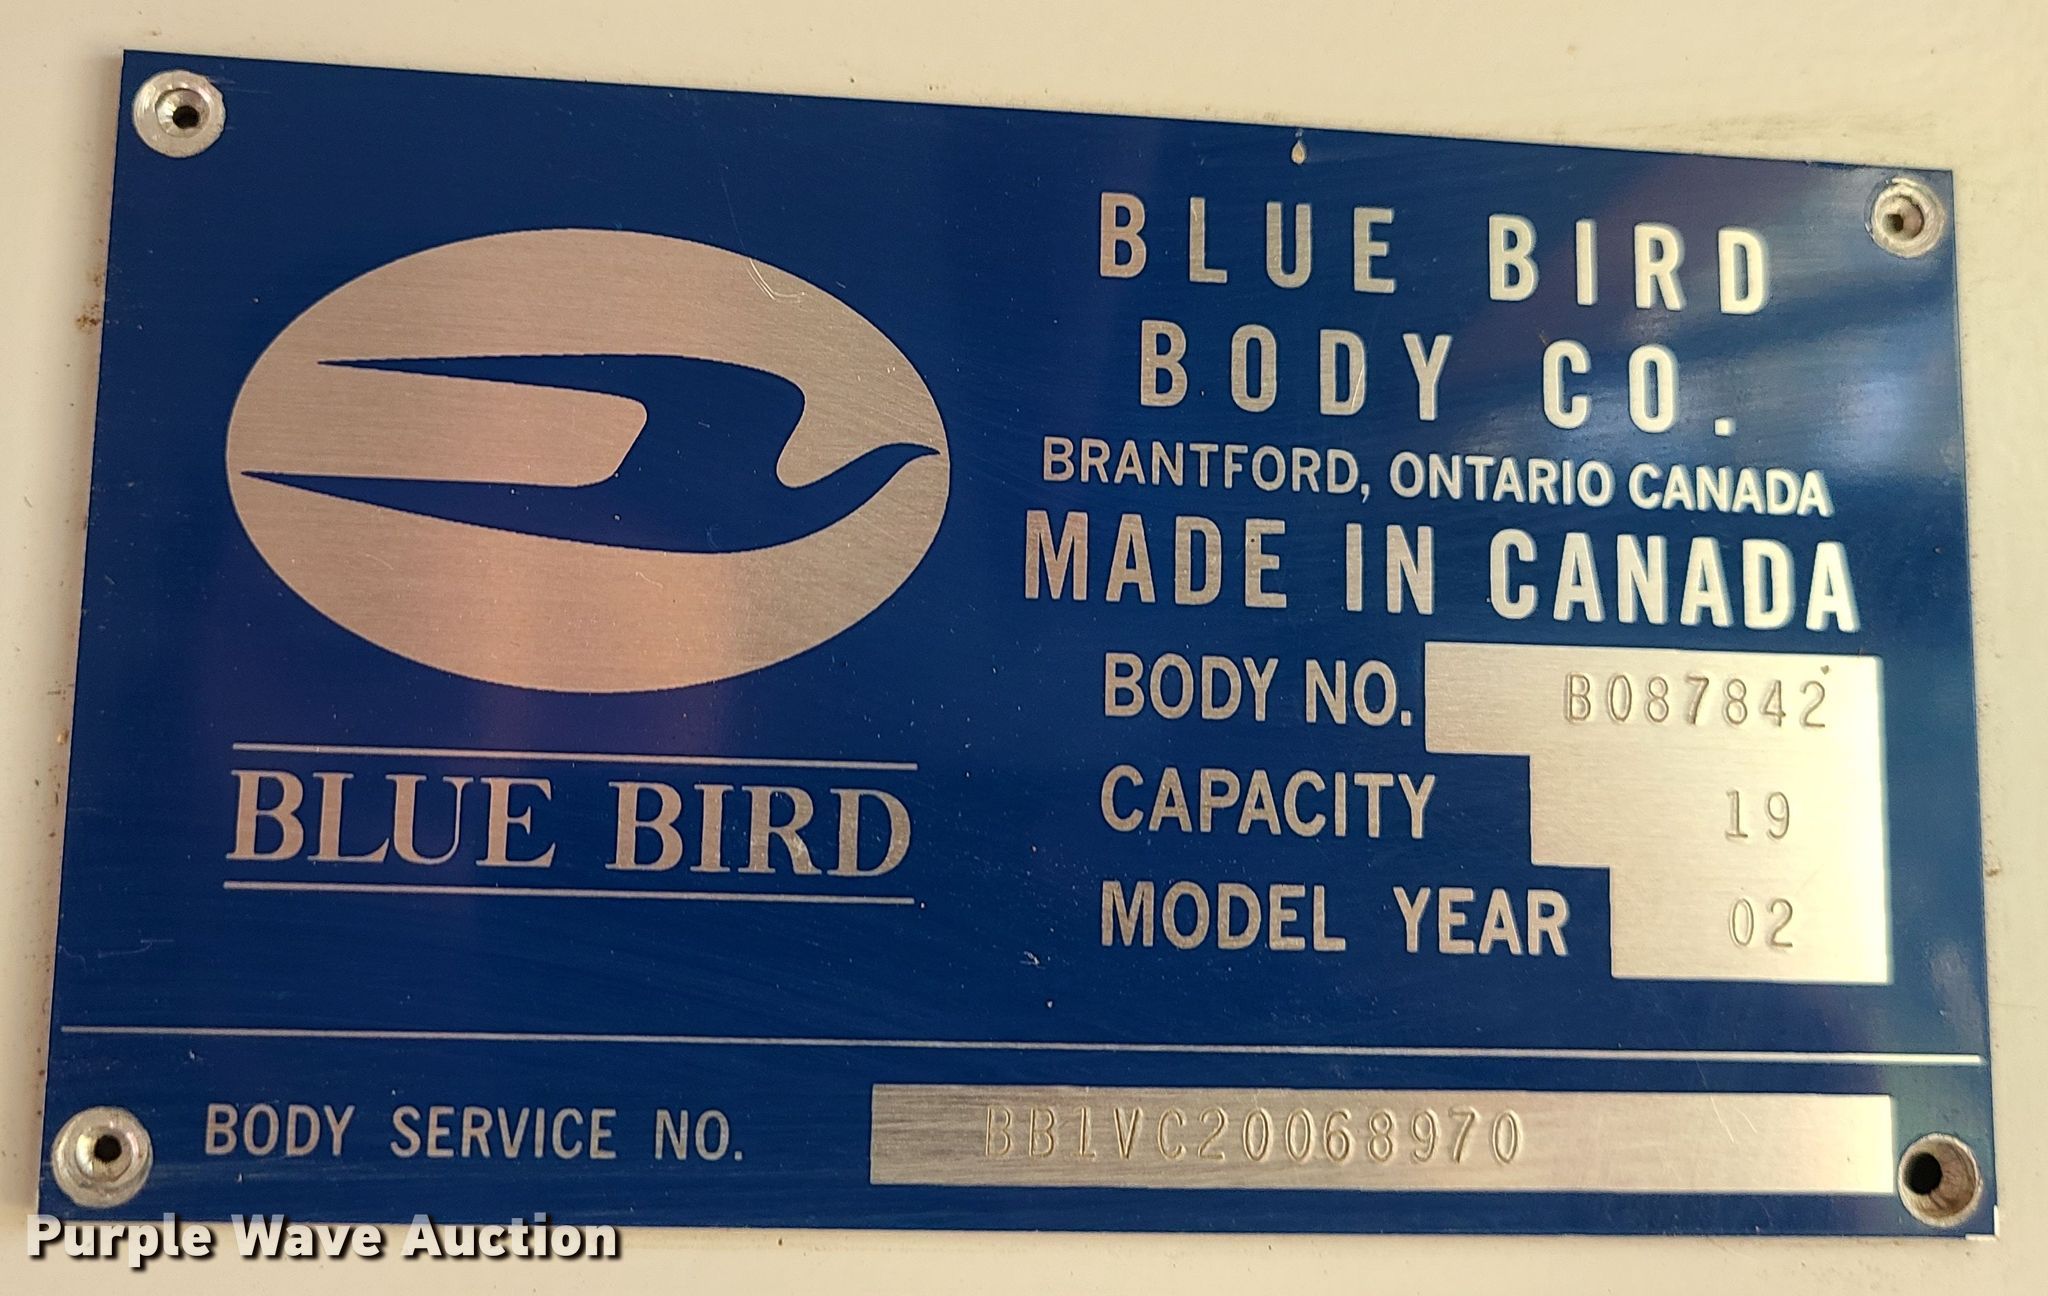 BLUE BIRD
BODY CO.
BRANTFORD, ONTARIO CANADA
MADE IN CANADA
BODY NO. B087842
CAPACITY 19
MODEL YEAR 02
BLUE BIRD
BODY SERVICE NO. BB1VC20068970
Purple Wave Auction